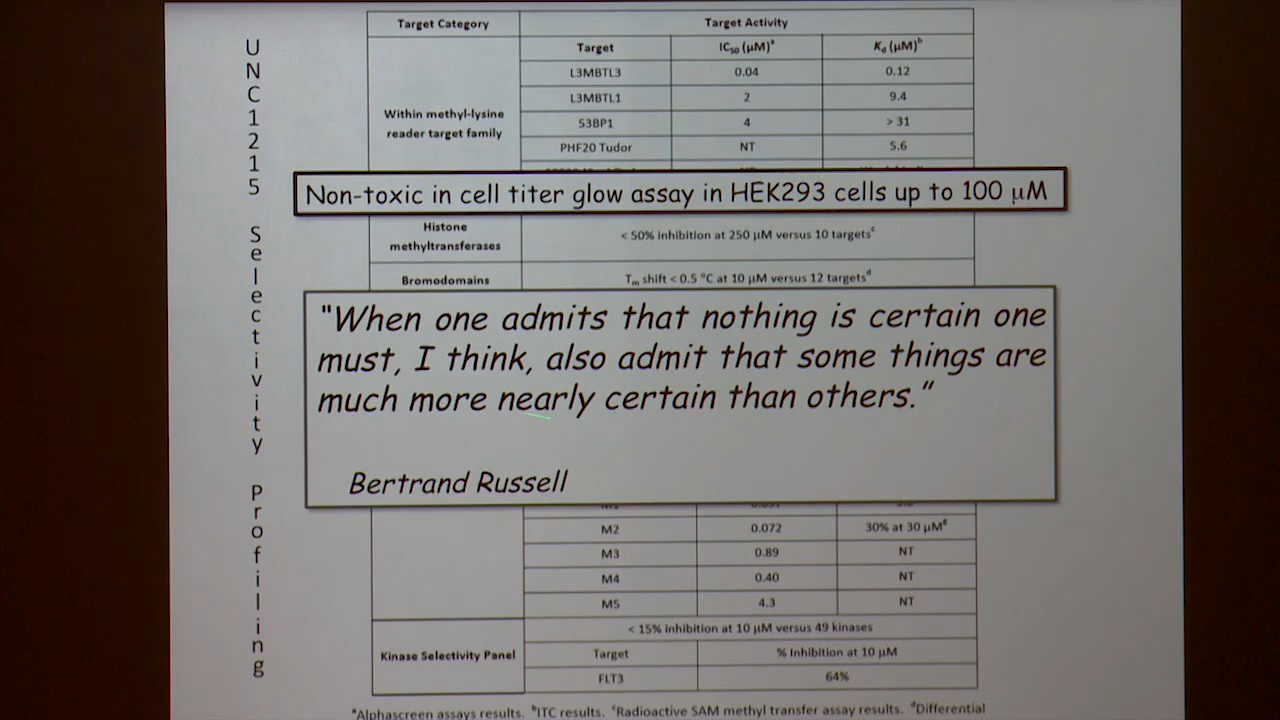 UNC1215 Selectivity Profiling
Target Category Target Activity
Target IC50 (μM)a Kd (μM)b
Within methyl-lysine
reader target family
L3MBTL3 0.04 0.12
L3MBTL1 2 9.4
53BP1 4 > 31
PHF20 Tudor NT 5.6
Non-toxic in cell titer glow assay in HEK293 cells up to 100 μM
Histone
methyltransferases
< 50% inhibition at 250 μM versus 10 targetsc
Bromodomains Tm shift < 0.5 °C at 10 μM versus 12 targetsd
"When one admits that nothing is certain one
must, I think, also admit that some things are
much more nearly certain than others."
Bertrand Russell
M2 0.072 30% at 30 μMg
M3 0.89 NT
M4 0.40 NT
M5 4.3 NT
Kinase Selectivity Panel
< 15% inhibition at 10 μM versus 49 kinases
Target % Inhibition at 10 μM
FLT3 64%
aAlphascreen assays results. bITC results. cRadioactive SAM methyl transfer assay results. dDifferential